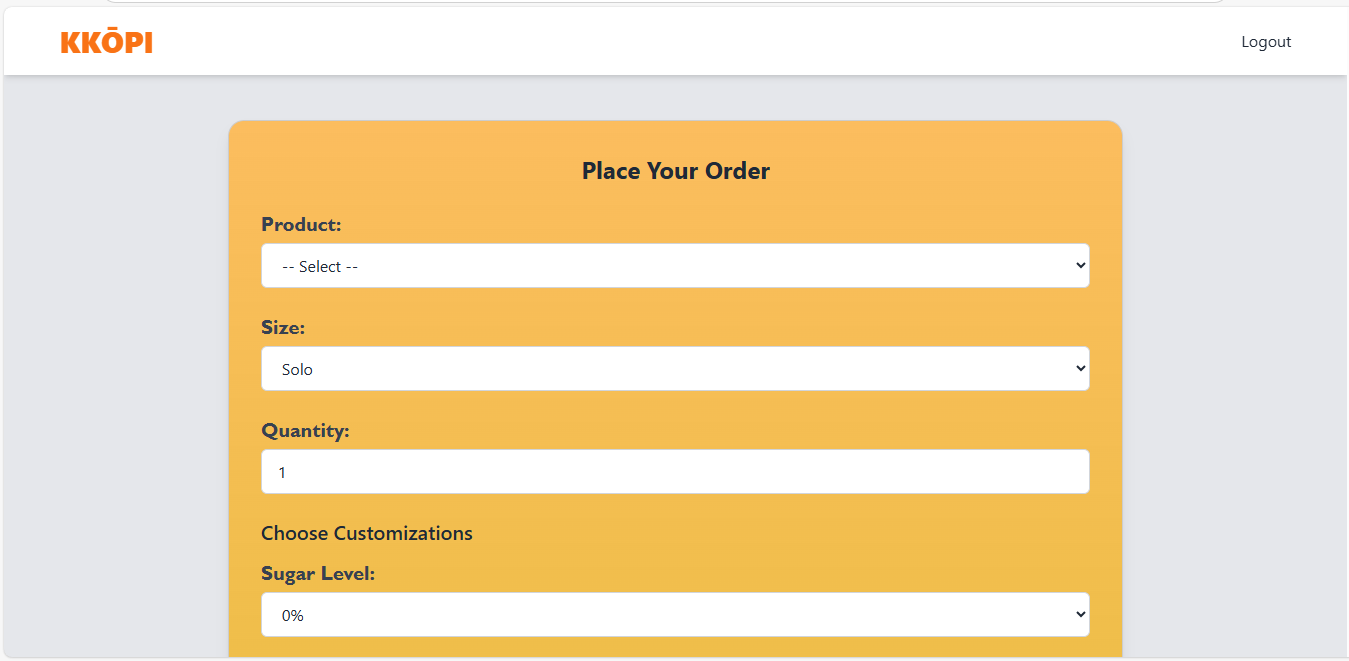 KKŌPI
Logout
Place Your Order
Product:
-- Select --
Size:
Solo
Quantity:
1
Choose Customizations
Sugar Level:
0%